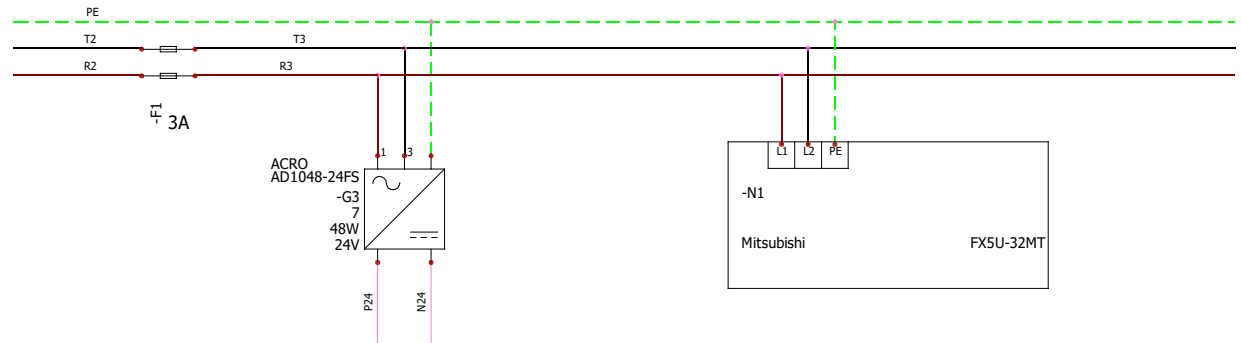 PE
T2 T3
R2 R3
-F1
3A
1 3
ACRO
AD1048-24FS
-G3
7
48W
24V
P24 N24
L1 L2 PE
-N1
Mitsubishi FX5U-32MT